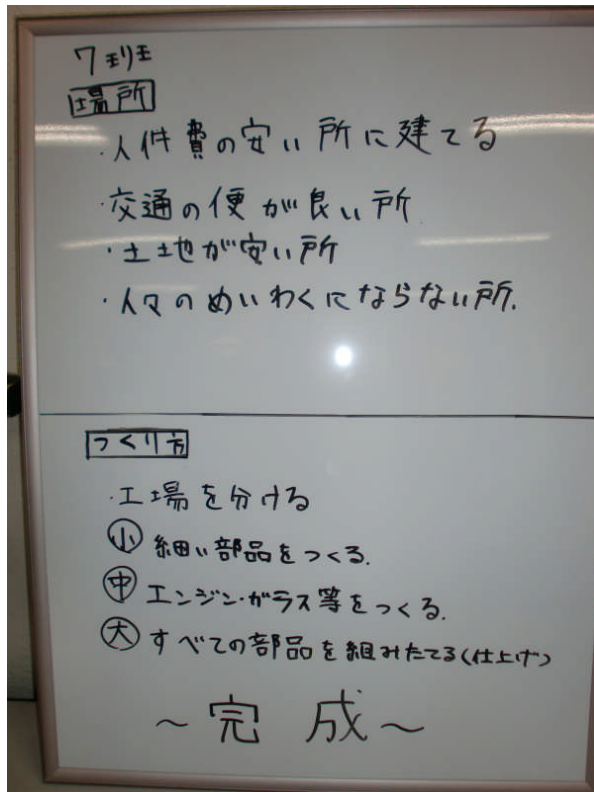 場所
・人件費の安い所に建てる
・交通の便が良い所
・土地が安い所
・人々のめいわくにならない所.
つくり方
・工場を分ける
小 細い部品をつくる.
中 エンジン・ガラス等をつくる.
大 すべての部品を組みたてる(仕上げ)
～完成～